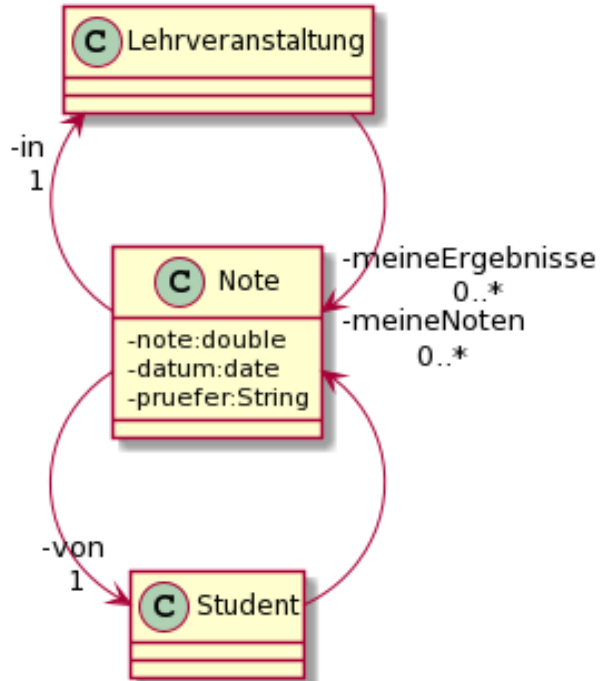 C Lehrveranstaltung
-in
1
-meineErgebnisse
0..*
C Note
-note:double
-datum:date
-pruefer:String
-meineNoten
0..*
-von
1
C Student